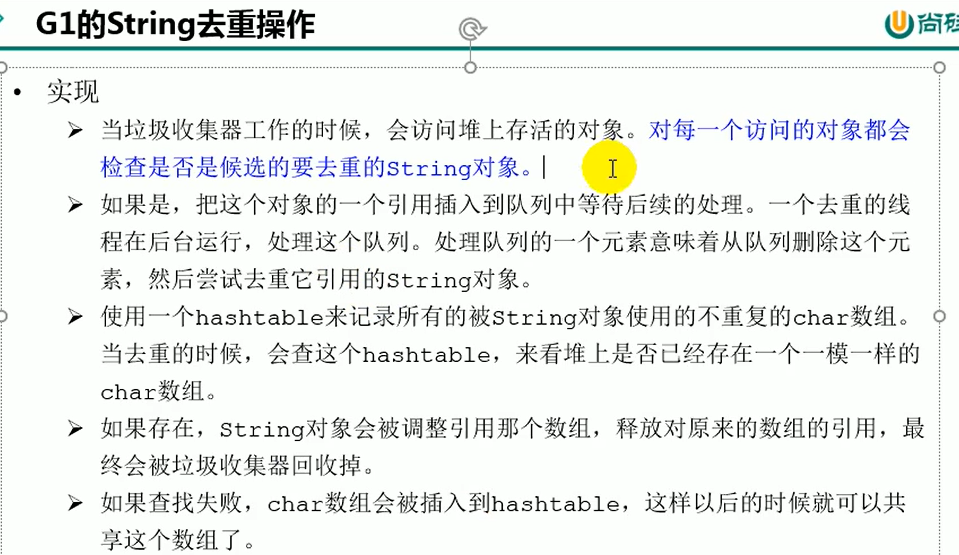 G1的String去重操作
尚硅
• 实现
➢ 当垃圾收集器工作的时候，会访问堆上存活的对象。对每一个访问的对象都会
检查是否是候选的要去重的String对象。
➢ 如果是，把这个对象的一个引用插入到队列中等待后续的处理。一个去重的线
程在后台运行，处理这个队列。处理队列的一个元素意味着从队列删除这个元
素，然后尝试去重它引用的String对象。
➢ 使用一个hashtable来记录所有的被String对象使用的不重复的char数组。
当去重的时候，会查这个hashtable，来看堆上是否已经存在一个一模一样的
char数组。
➢ 如果存在，String对象会被调整引用那个数组，释放对原来的数组的引用，最
终会被垃圾收集器回收掉。
➢ 如果查找失败，char数组会被插入到hashtable，这样以后的时候就可以共
享这个数组了。